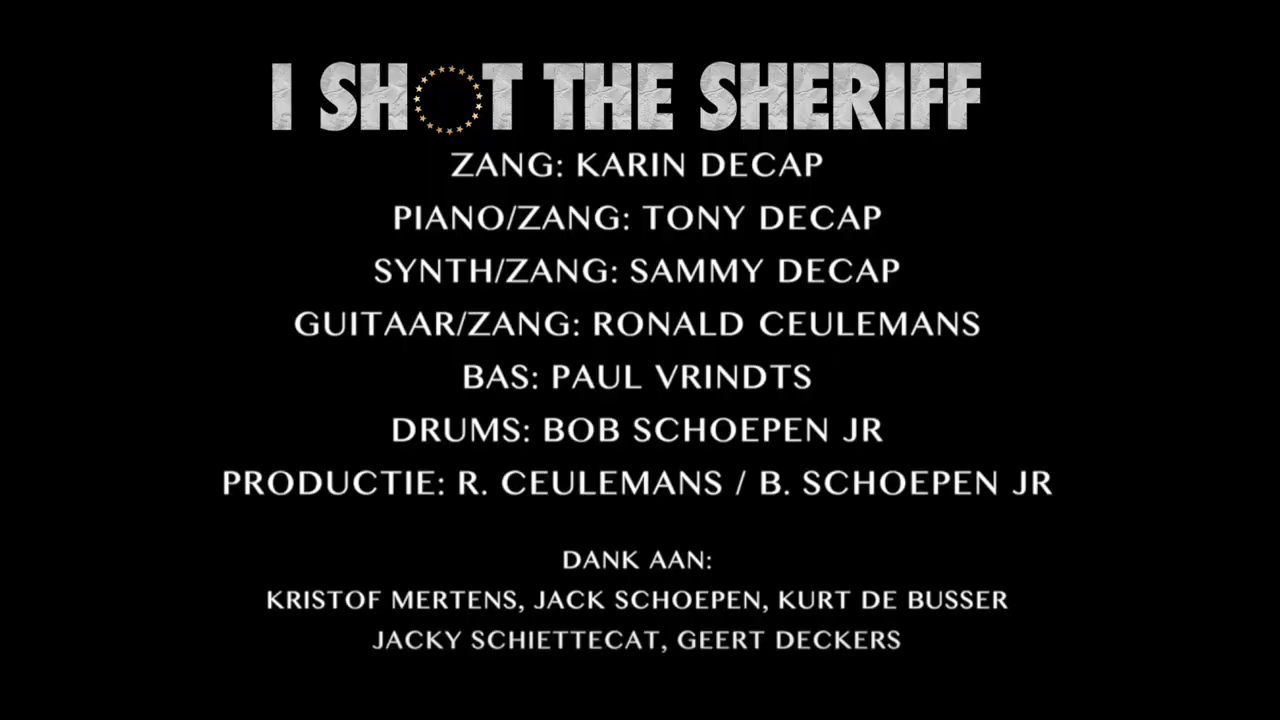 I SHOT THE SHERIFF
ZANG: KARIN DECAP
PIANO/ZANG: TONY DECAP
SYNTH/ZANG: SAMMY DECAP
GUITAAR/ZANG: RONALD CEULEMANS
BAS: PAUL VRINDTS
DRUMS: BOB SCHOEPEN JR
PRODUCTIE: R. CEULEMANS / B. SCHOEPEN JR
DANK AAN:
KRISTOF MERTENS, JACK SCHOEPEN, KURT DE BUSSER
JACKY SCHIETTECAT, GEERT DECKERS